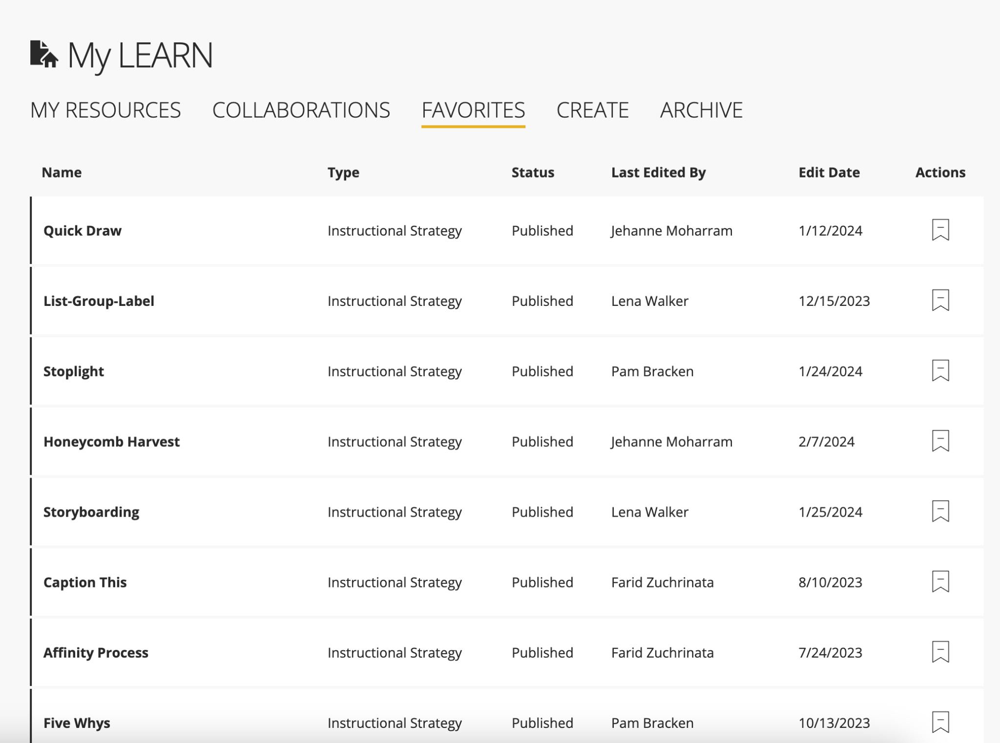 My LEARN
MY RESOURCES COLLABORATIONS FAVORITES CREATE ARCHIVE
Name Type Status Last Edited By Edit Date Actions
Quick Draw Instructional Strategy Published Jehanne Moharram 1/12/2024
List-Group-Label Instructional Strategy Published Lena Walker 12/15/2023
Stoplight Instructional Strategy Published Pam Bracken 1/24/2024
Honeycomb Harvest Instructional Strategy Published Jehanne Moharram 2/7/2024
Storyboarding Instructional Strategy Published Lena Walker 1/25/2024
Caption This Instructional Strategy Published Farid Zuchrinata 8/10/2023
Affinity Process Instructional Strategy Published Farid Zuchrinata 7/24/2023
Five Whys Instructional Strategy Published Pam Bracken 10/13/2023